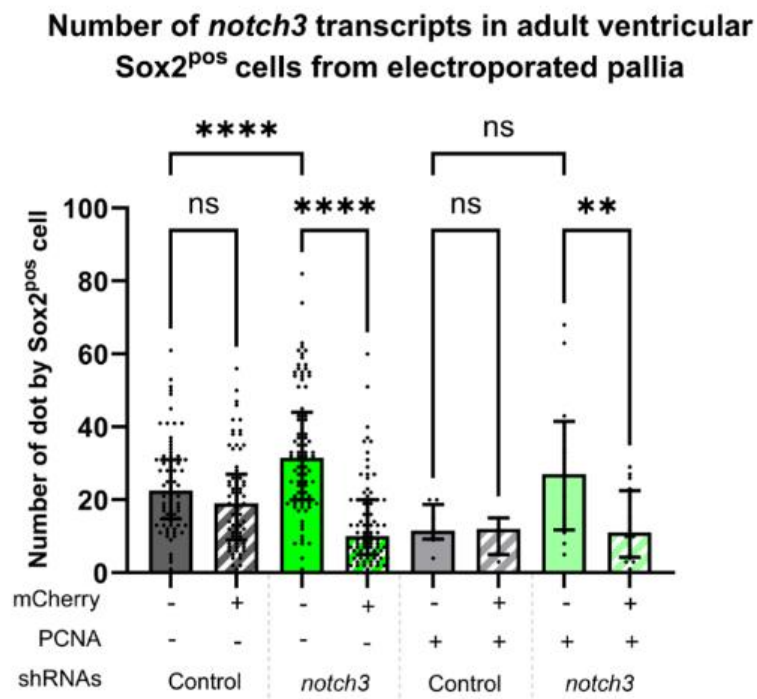 Number of notch3 transcripts in adult ventricular
Sox2pos cells from electroporated pallia
**** ns
ns **** ns **
Number of dot by Sox2pos cell
100
80
60
40
20
0
mCherry - + - + - + - +
PCNA - - - - + + + +
shRNAs Control notch3 Control notch3